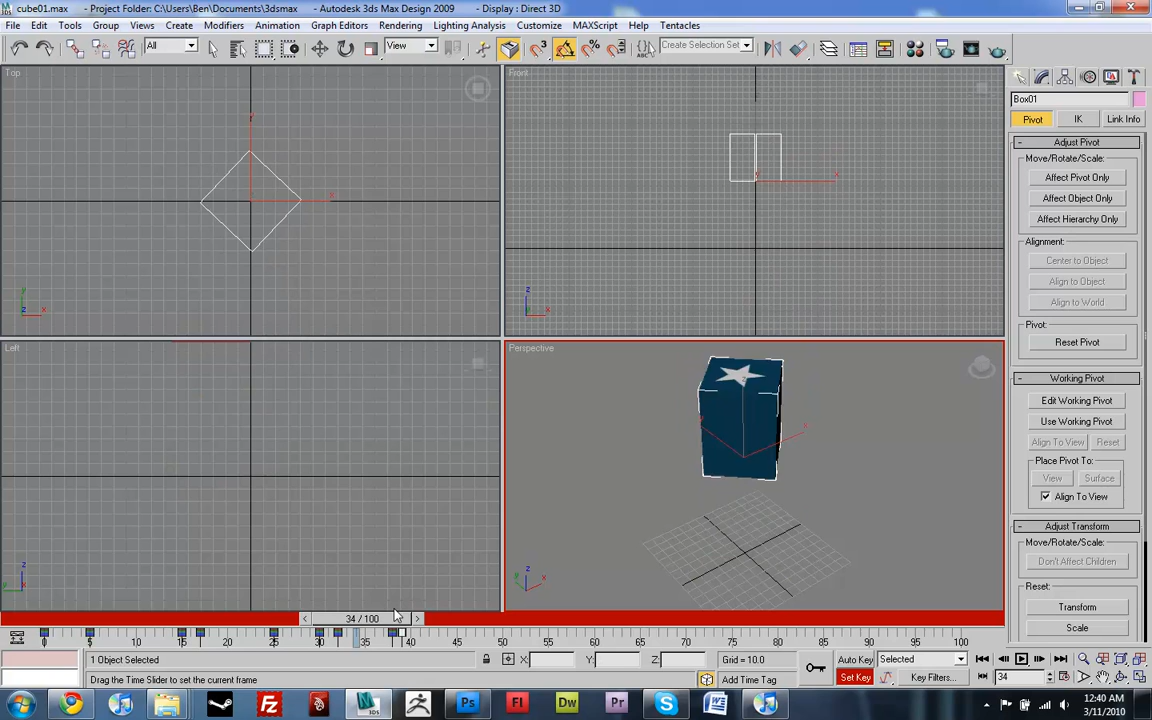 cube01.max - Project Folder: C:\Users\Ben\Documents\3dsmax - Autodesk 3ds Max Design 2009 - Display : Direct 3D
File Edit Tools Group Views Create Modifiers Animation Graph Editors Rendering Lighting Analysis Customize MAXScript Help Tentacles
All View Create Selection Set
Top
Front
Left
Perspective
Box01
Pivot IK Link Info
- Adjust Pivot
Move/Rotate/Scale:
Affect Pivot Only
Affect Object Only
Affect Hierarchy Only
Alignment:
Center to Object
Align to Object
Align to World
Pivot:
Reset Pivot
- Working Pivot
Edit Working Pivot
Use Working Pivot
Align To View Reset
Place Pivot To:
View Surface
Align To View
- Adjust Transform
Move/Rotate/Scale:
Don't Affect Children
Reset:
Transform
Scale
< 34 / 100 >
0 5 10 15 20 25 30 35 40 45 50 55 60 65 70 75 80 85 90 95 100
1 Object Selected X: Y: Z: Grid = 10.0 Auto Key Selected
Drag the Time Slider to set the current frame Add Time Tag Set Key Key Filters... 34
12:40 AM
3/11/2010